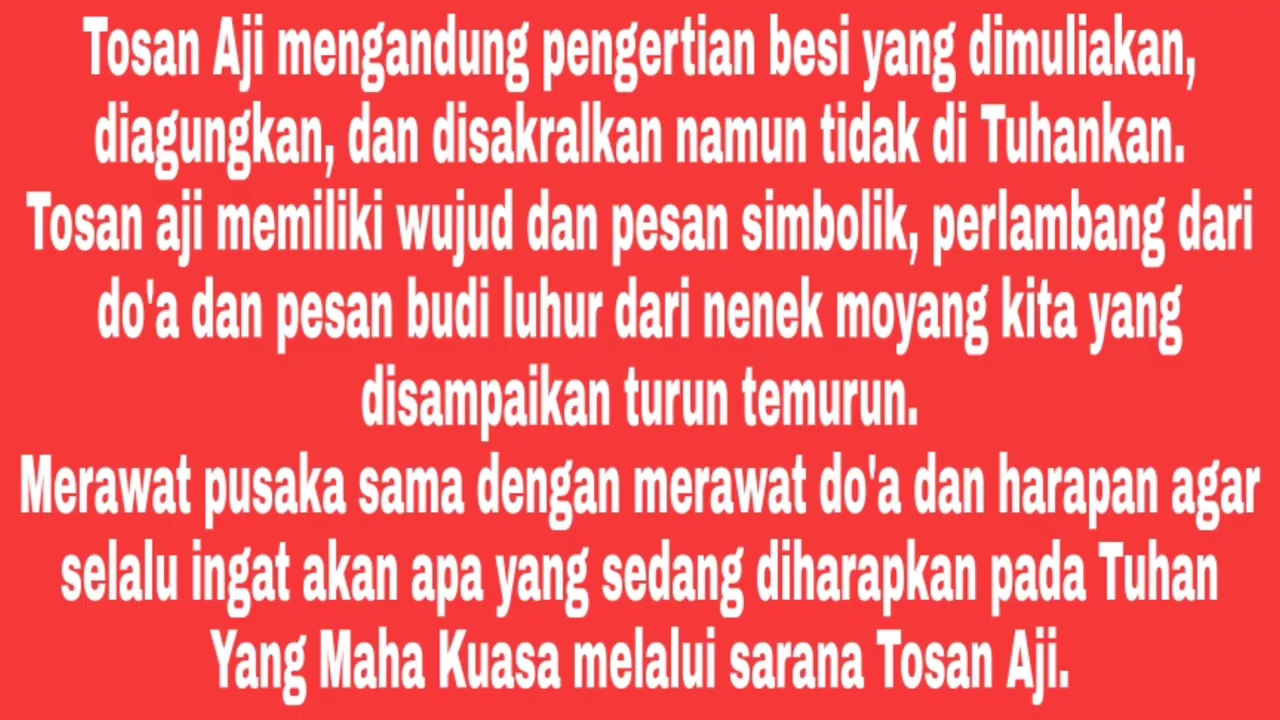 Tosan Aji mengandung pengertian besi yang dimuliakan,
diagungkan, dan disakralkan namun tidak di Tuhankan.
Tosan aji memiliki wujud dan pesan simbolik, perlambang dari
do'a dan pesan budi luhur dari nenek moyang kita yang
disampaikan turun temurun.
Merawat pusaka sama dengan merawat do'a dan harapan agar
selalu ingat akan apa yang sedang diharapkan pada Tuhan
Yang Maha Kuasa melalui sarana Tosan Aji.